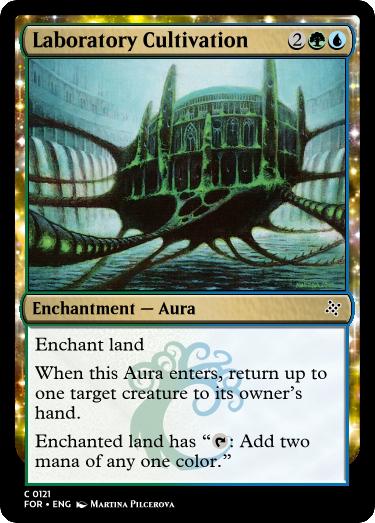 Laboratory Cultivation 2
Enchantment — Aura
Enchant land
When this Aura enters, return up to
one target creature to its owner's
hand.
Enchanted land has “: Add two
mana of any one color.”
C 0121
FOR • ENG Martina Pilcerova